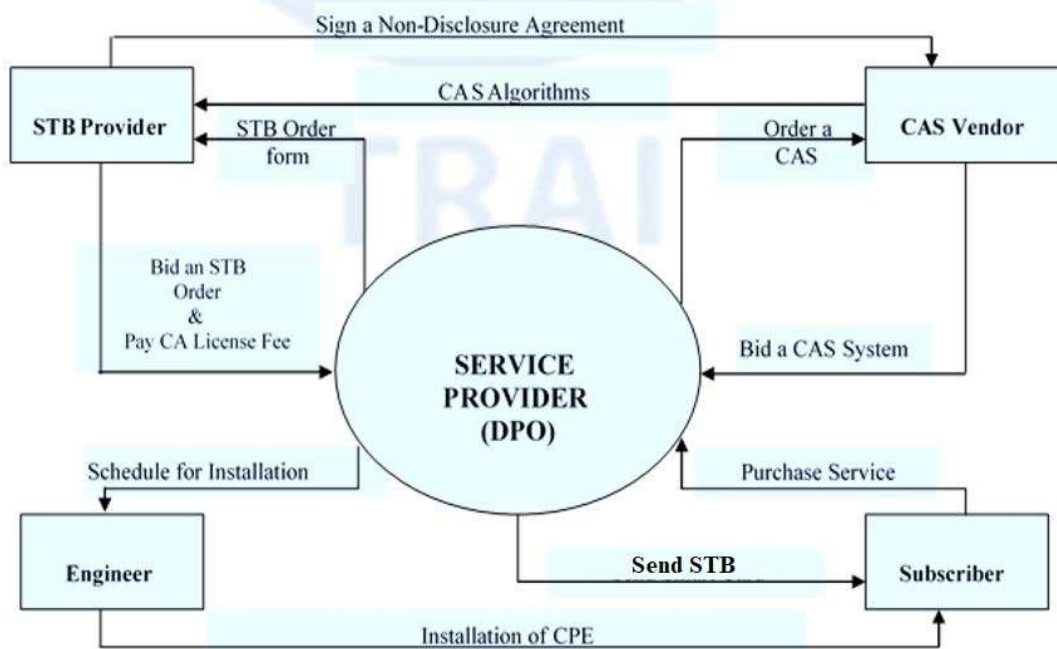 Sign a Non-Disclosure Agreement
STB Provider
CAS Algorithms
CAS Vendor
STB Order
form
Order a
CAS
TRAI
Bid an STB
Order
&
Pay CA License Fee
SERVICE
PROVIDER
(DPO)
Bid a CAS System
Schedule for Installation
Purchase Service
Engineer
Send STB
Subscriber
Installation of CPE